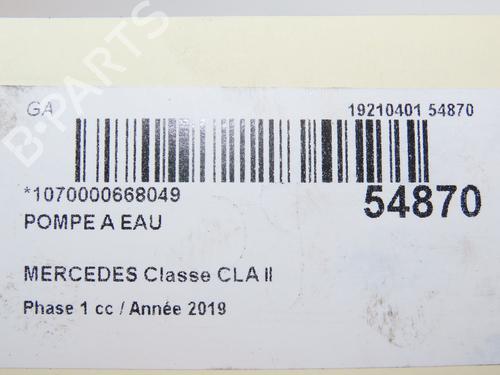 B-PARTS
GA
19210401 54870
*1070000668049
54870
POMPE A EAU
MERCEDES Classe CLA II
Phase 1 cc / Année 2019